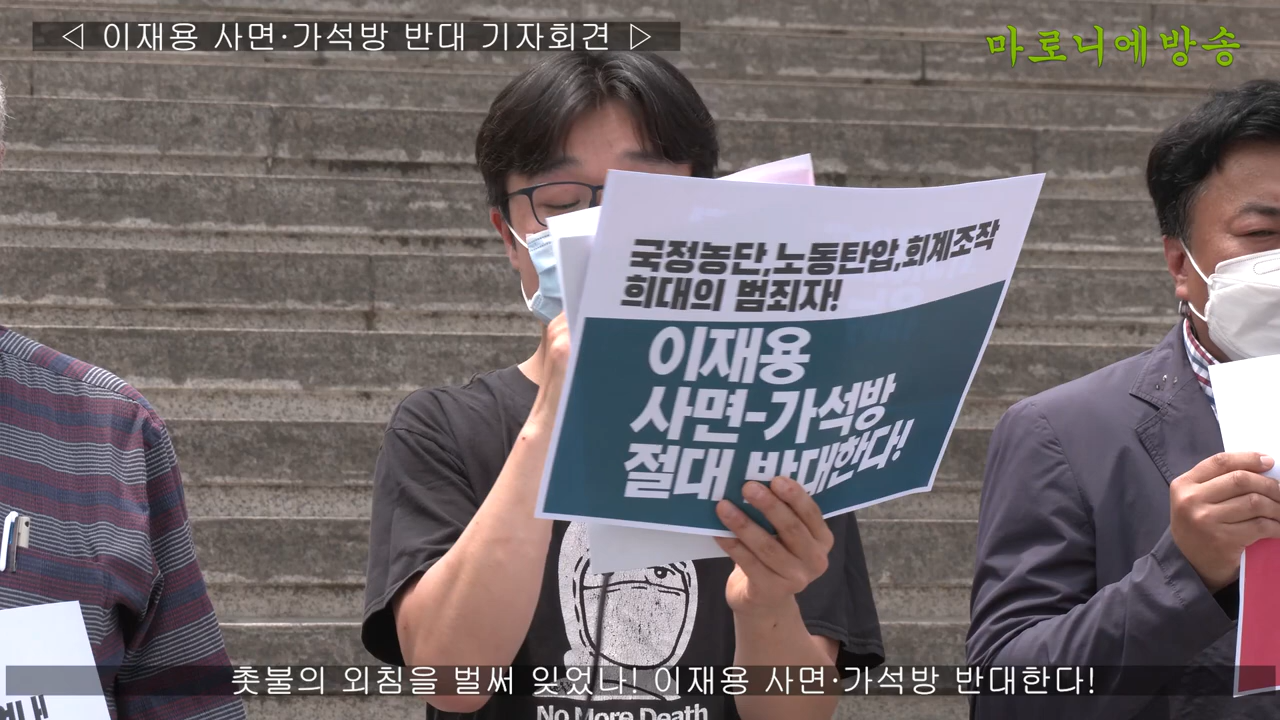 ◁ 이재용 사면·가석방 반대 기자회견 ▷
마로니에방송
국정농단,노동탄압,회계조작
희대의 범죄자!
이재용
사면-가석방
절대 반대한다!
No More Death
촛불의 외침을 벌써 잊었나! 이재용 사면·가석방 반대한다!